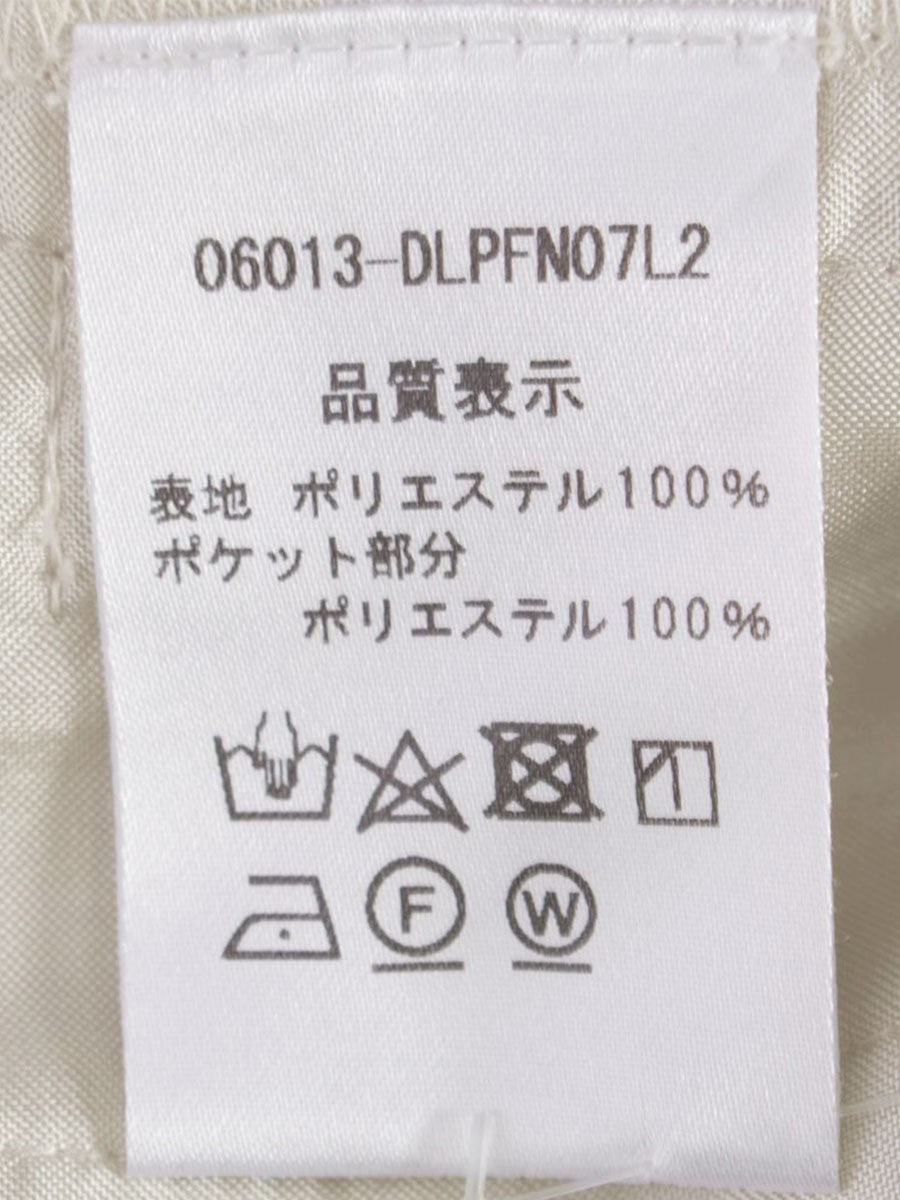 06013-DLPFN07L2
品質表示
表地 ポリエステル100%
ポケット部分
ポリエステル100%
F W